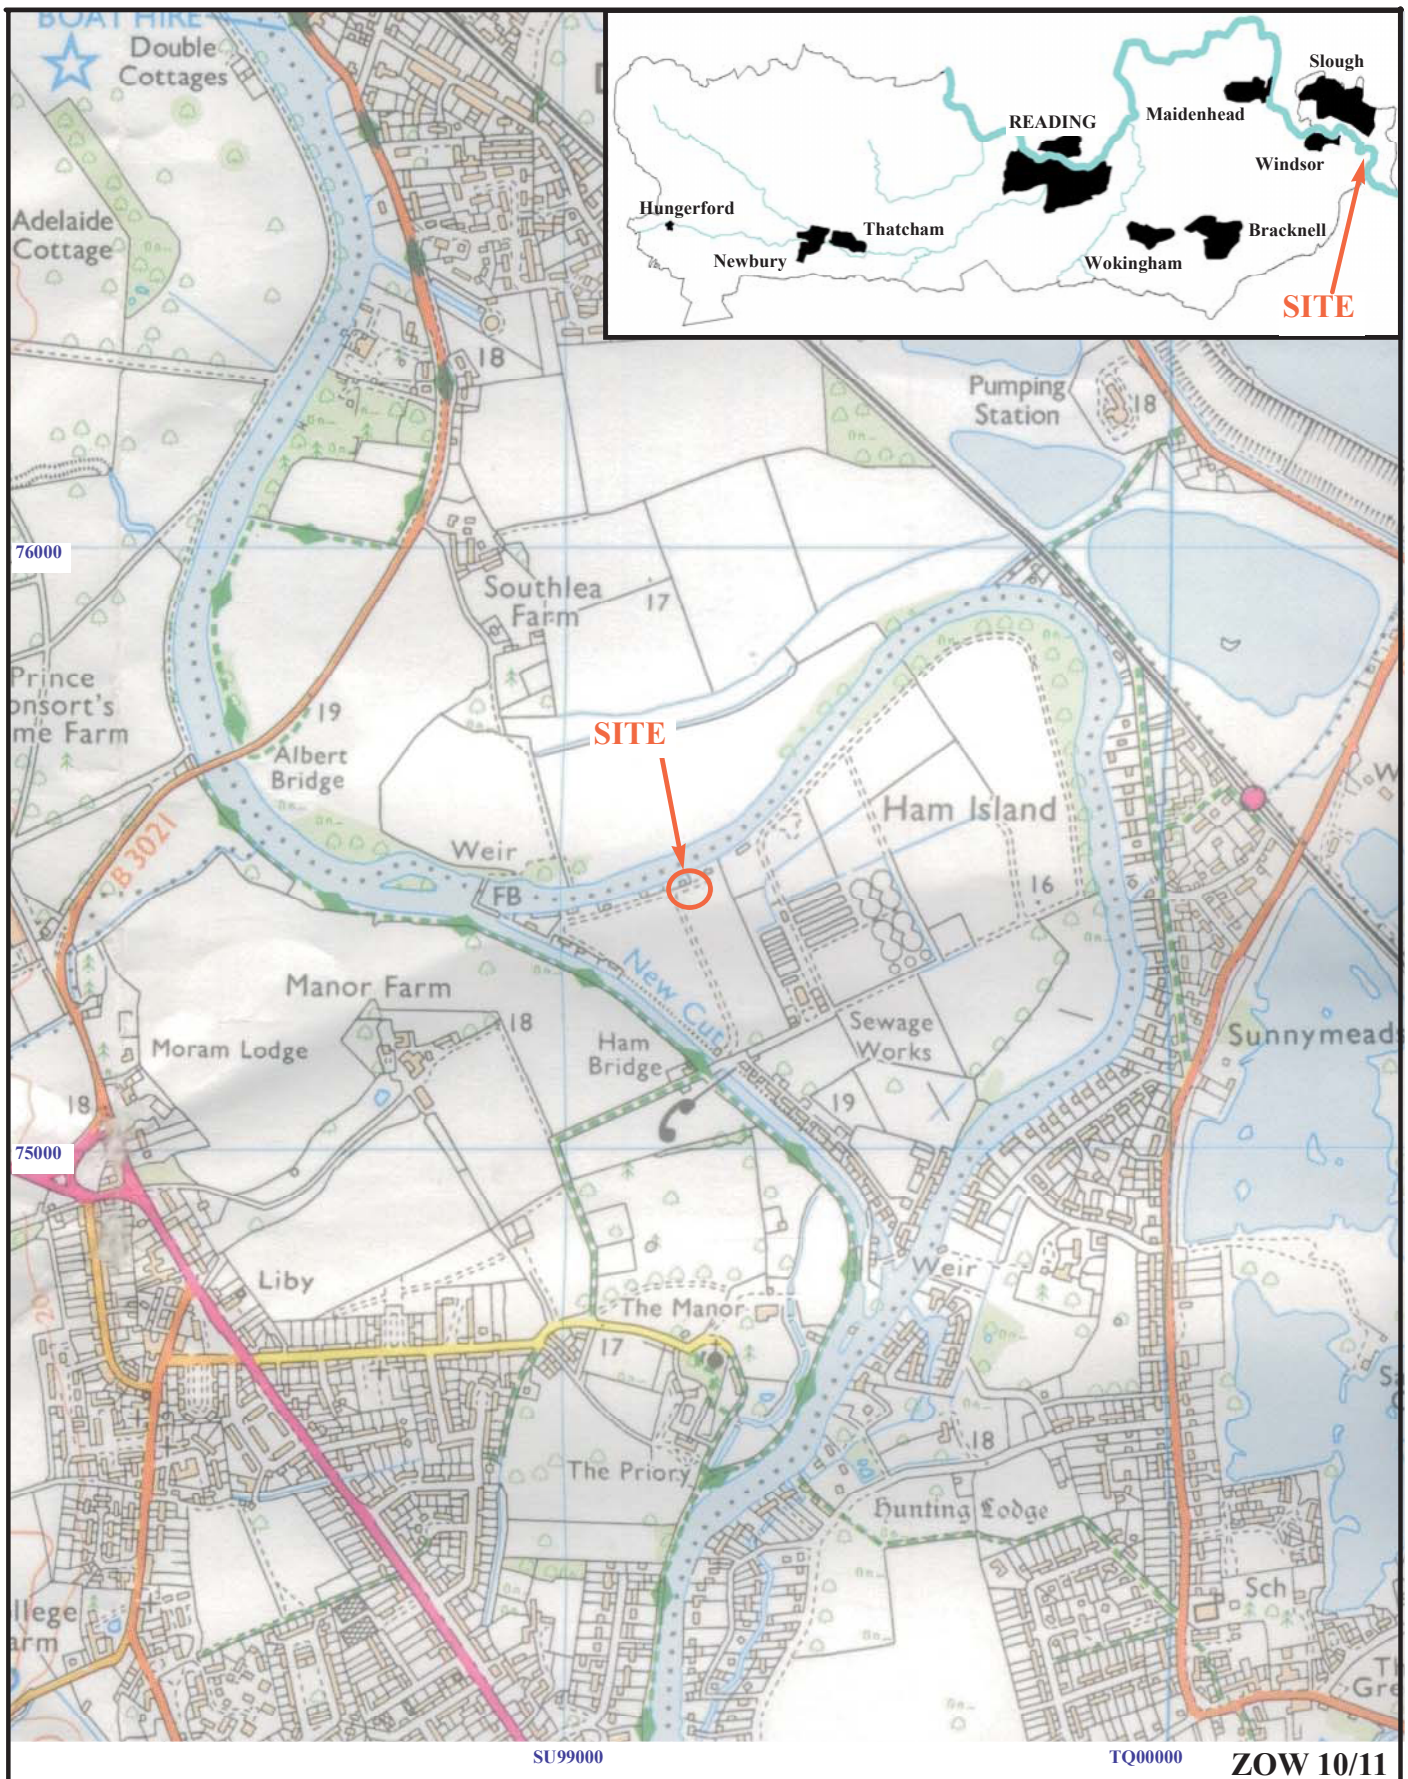 BOAT HIRE
Double
Cottages
Adelaide
Cottage
18
READING
Maidenhead
Slough
Windsor
Hungerford
Thatcham
Newbury
Bracknell
Wokingham
SITE
Pumping
Station
18
76000
Southlea
Farm
17
Prince
onsort's
me Farm
19
Albert
Bridge
SITE
B 3021
Weir
FB
Ham Island
16
New Cut
Manor Farm
18
Moram Lodge
Ham
Bridge
Sewage
Works
19
Sunnymeads
18
75000
Liby
Weir
The Manor
17
20
The Priory
18
Hunting Lodge
Sch
llege
arm
Th
Gre
SU99000
TQ00000
ZOW 10/11